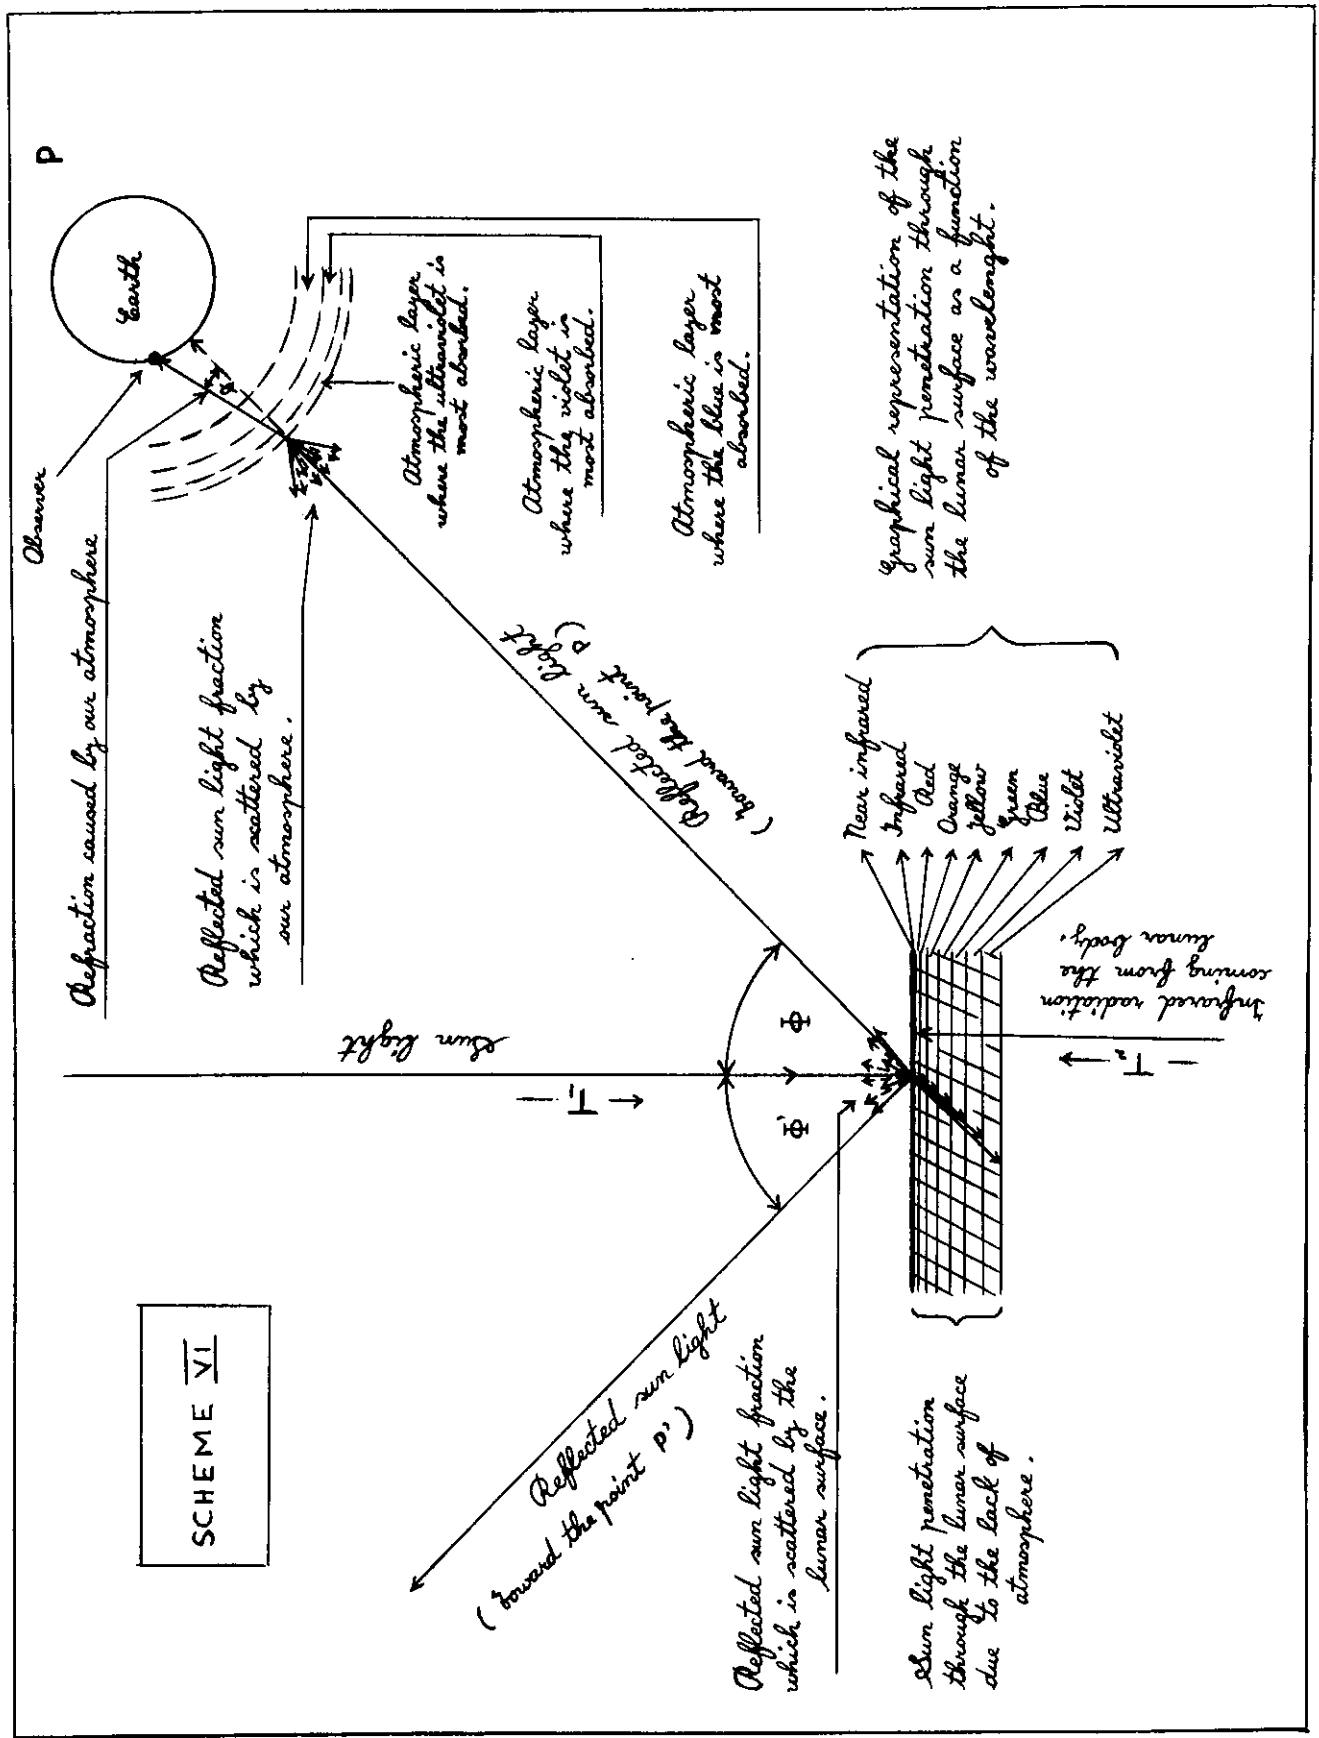 SCHEME VI
P
Earth
Observer
Refraction caused by our atmosphere
α
Reflected sun light fraction
which is scattered by
our atmosphere.
Atmospheric layer
where the ultraviolet is
most absorbed.
Atmospheric layer
where the violet is
most absorbed.
Atmospheric layer
where the blue is most
absorbed.
Sun light
← T₁ —
Reflected sun light
(toward the point P)
Reflected sun light
(toward the point P')
Φ'
Φ
Reflected sun light fraction
which is scattered by the
lunar surface.
Near infrared
Infrared
Red
Orange
Yellow
Green
Blue
Violet
Ultraviolet
Graphical representation of the
sun light penetration through
the lunar surface as a function
of the wavelenght.
Sun light penetration
through the lunar surface
due to the lack of
atmosphere.
— T₂ →
Infrared radiation
coming from the
lunar body.